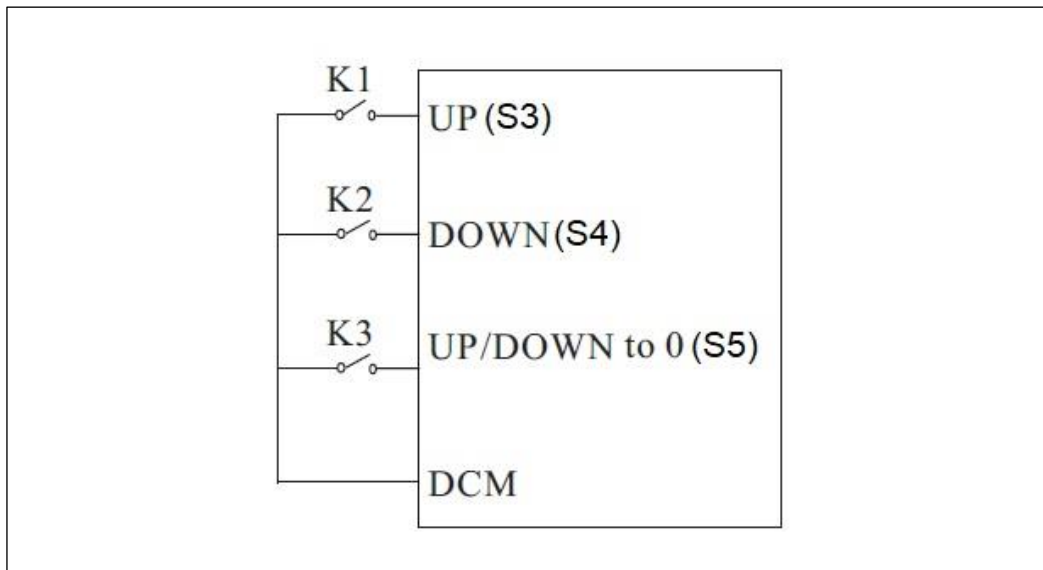 K1
UP (S3)
K2
DOWN (S4)
K3
UP/DOWN to 0 (S5)
DCM